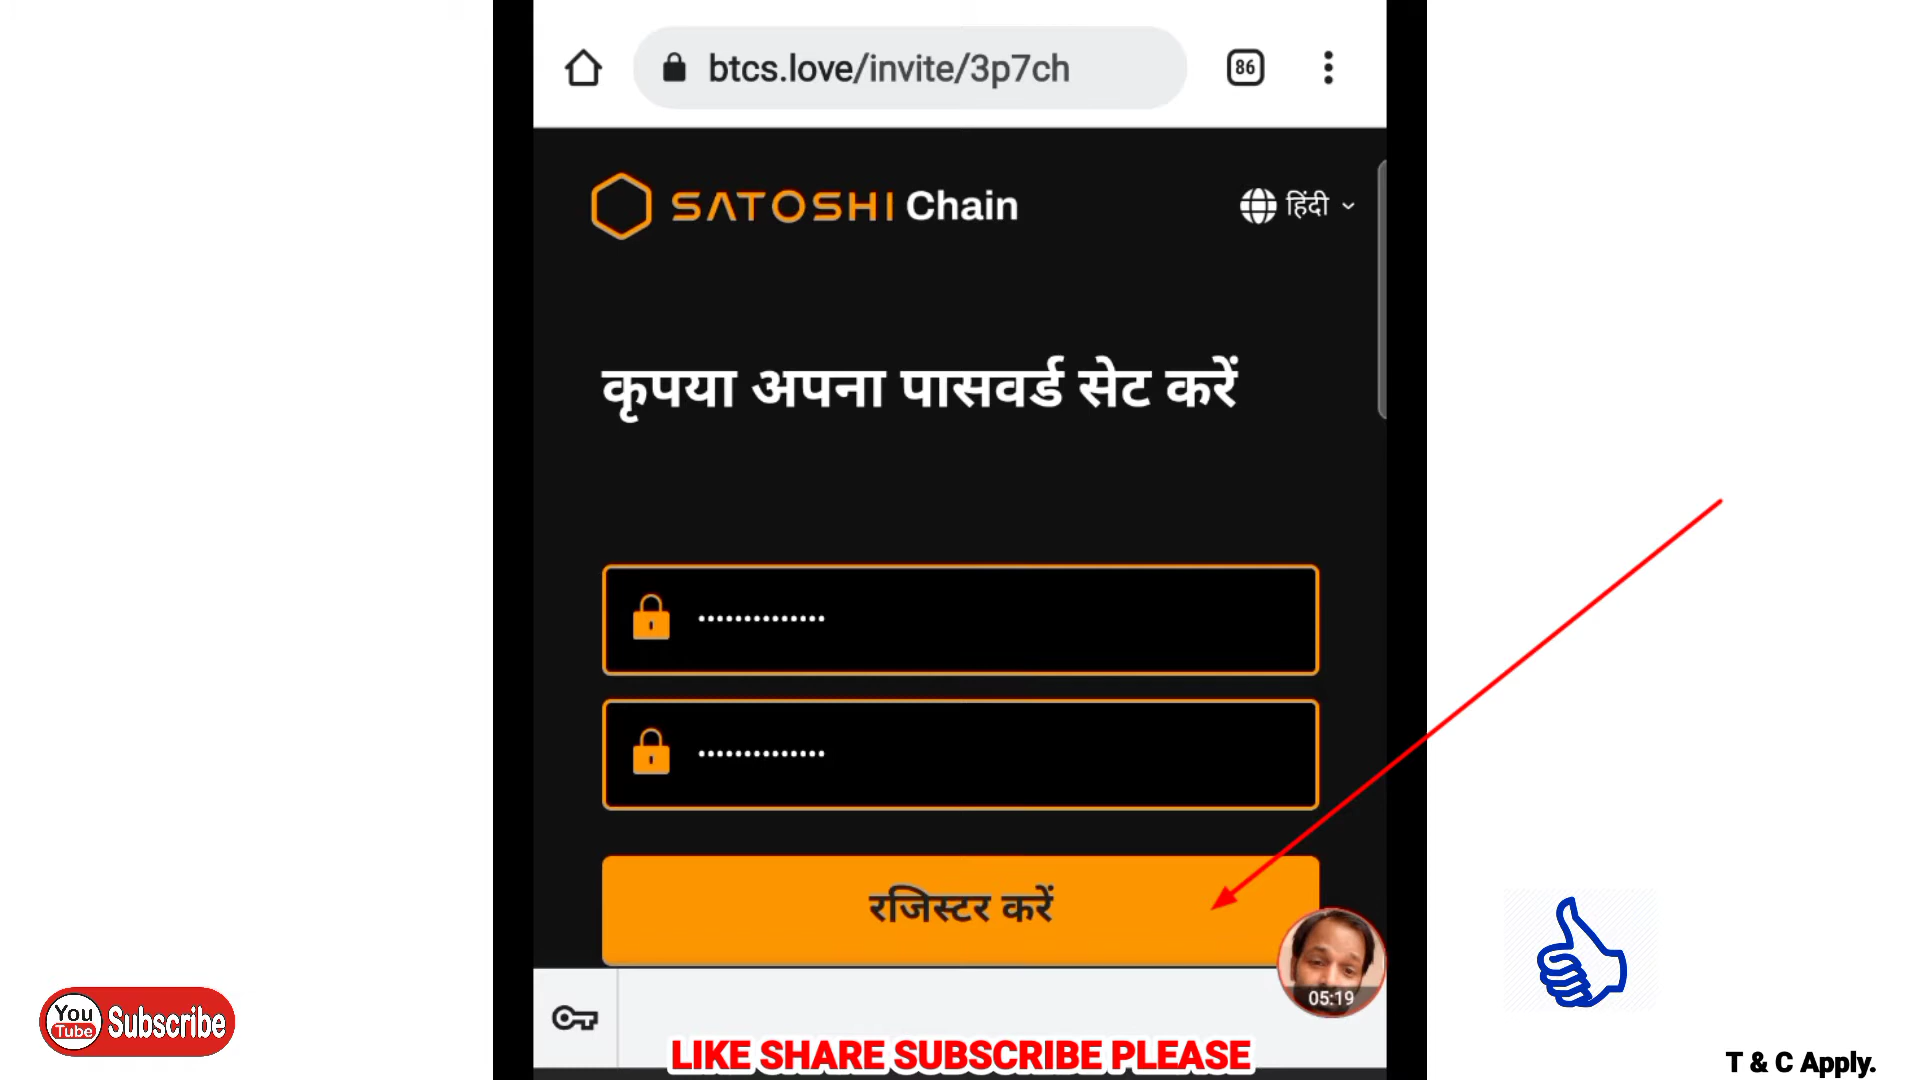 btcs.love/invite/3p7ch
86
SATOSHI Chain
हिंदी
कृपया अपना पासवर्ड सेट करें
रजिस्टर करें
05:19
You
Tube
Subscribe
LIKE SHARE SUBSCRIBE PLEASE
T & C Apply.